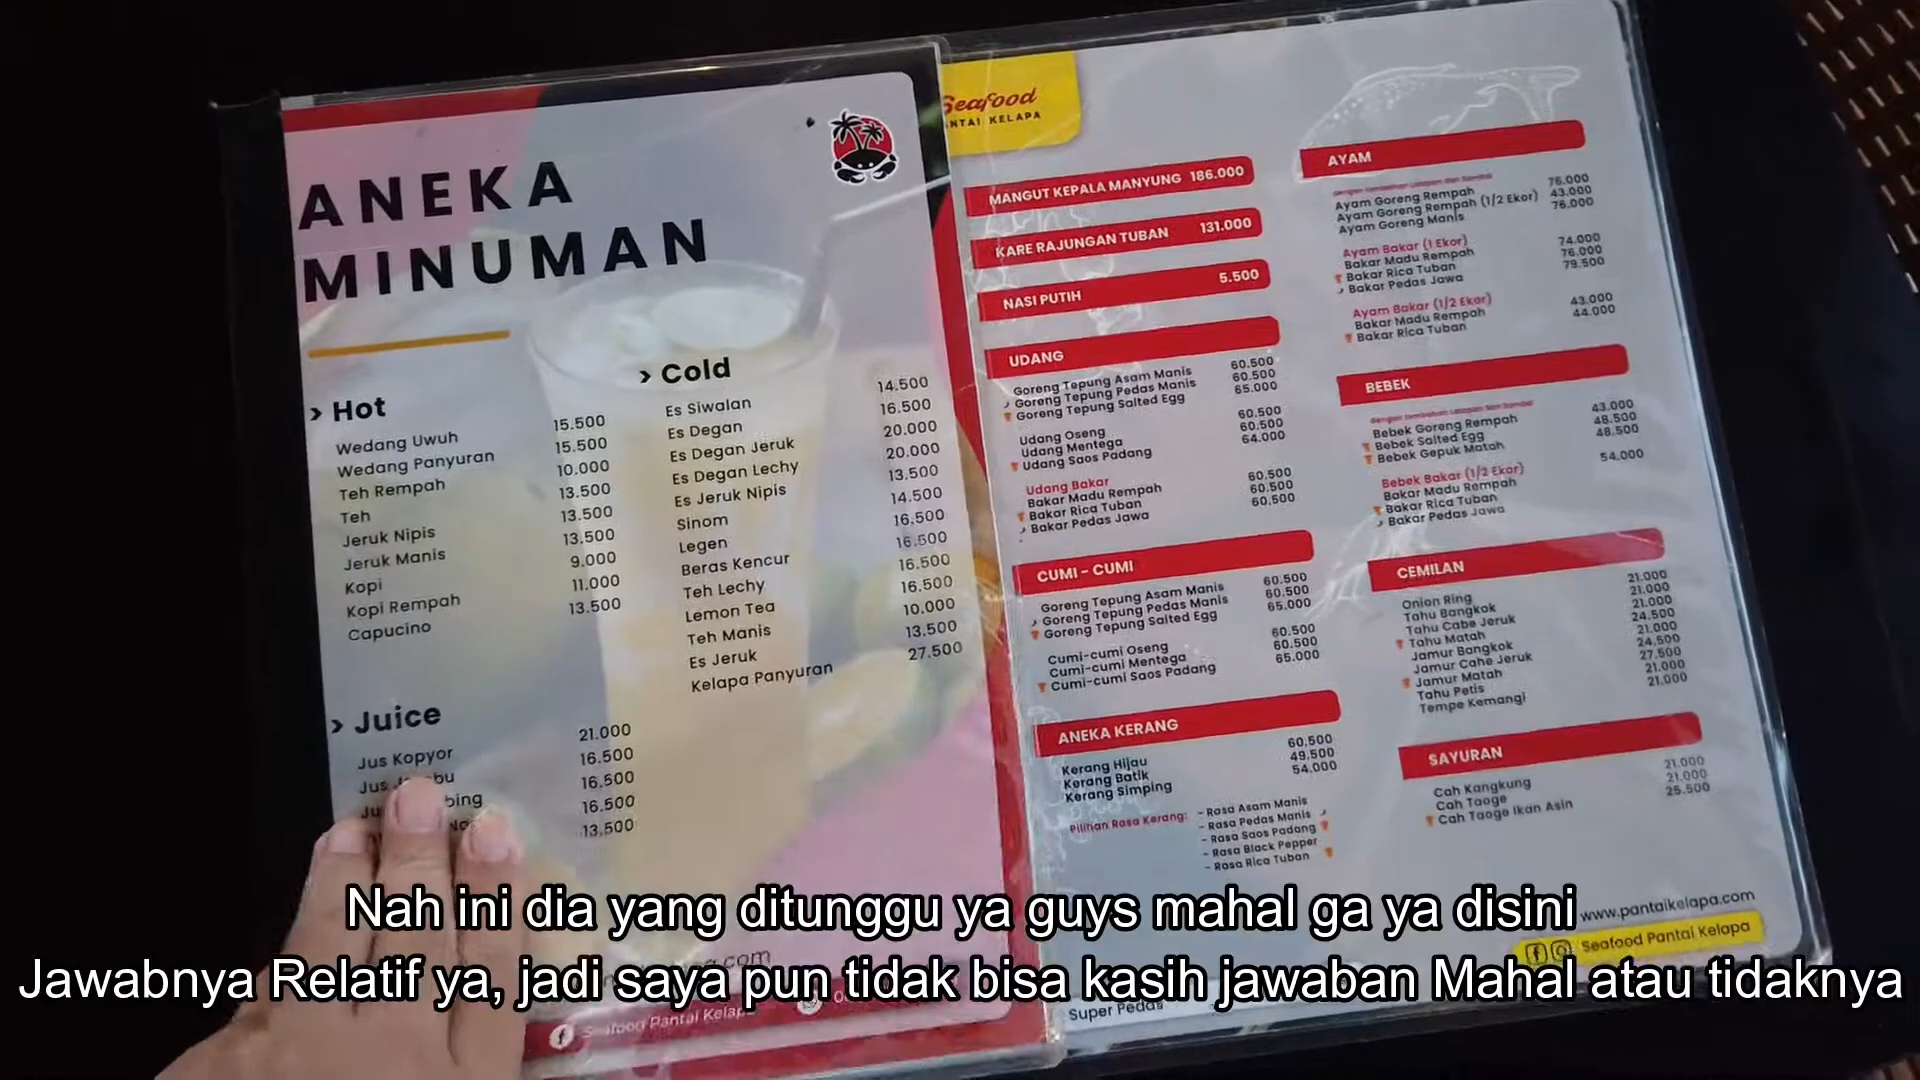 ANEKA
MINUMAN
› Hot
Wedang Uwuh 15.500
Wedang Panyuran 15.500
Teh Rempah 10.000
Teh 13.500
Jeruk Nipis 13.500
Jeruk Manis 13.500
Kopi 9.000
Kopi Rempah 11.000
Capucino 13.500
› Juice
Jus Kopyor 21.000
Jus 16.500
16.500
16.500
13.500
› Cold
Es Siwalan 14.500
Es Degan 16.500
Es Degan Jeruk 20.000
Es Degan Lechy 20.000
Es Jeruk Nipis 13.500
Sinom 14.500
Legen 16.500
Beras Kencur 16.500
Teh Lechy 16.500
Lemon Tea 16.500
Teh Manis 10.000
Es Jeruk 13.500
Kelapa Panyuran 27.500
Seafood Pantai Kelapa
Seafood
PANTAI KELAPA
MANGUT KEPALA MANYUNG 186.000
KARE RAJUNGAN TUBAN 131.000
NASI PUTIH 5.500
UDANG
Goreng Tepung Asam Manis 60.500
Goreng Tepung Pedas Manis 60.500
Goreng Tepung Salted Egg 65.000
Udang Oseng 60.500
Udang Mentega 60.500
Udang Saos Padang 64.000
Udang Bakar
Bakar Madu Rempah 60.500
Bakar Rica Tuban 60.500
Bakar Pedas Jawa 60.500
CUMI - CUMI
Goreng Tepung Asam Manis 60.500
Goreng Tepung Pedas Manis 60.500
Goreng Tepung Salted Egg 65.000
Cumi-cumi Oseng 60.500
Cumi-cumi Mentega 60.500
Cumi-cumi Saos Padang 65.000
ANEKA KERANG
Kerang Hijau 60.500
Kerang Batik 49.500
Kerang Simping 54.000
Pilihan Rasa Kerang: - Rasa Asam Manis
- Rasa Pedas Manis
- Rasa Saos Padang
- Rasa Black Pepper
- Rasa Rica Tuban
Super Pedas
AYAM
dengan tambahan Lalapan dan Sambal
Ayam Goreng Rempah 76.000
Ayam Goreng Rempah (1/2 Ekor) 43.000
Ayam Goreng Manis 76.000
Ayam Bakar (1 Ekor)
Bakar Madu Rempah 74.000
Bakar Rica Tuban 76.000
Bakar Pedas Jawa 79.500
Ayam Bakar (1/2 Ekor)
Bakar Madu Rempah 43.000
Bakar Rica Tuban 44.000
BEBEK
dengan tambahan Lalapan dan Sambal
Bebek Goreng Rempah 43.000
Bebek Salted Egg 48.500
Bebek Gepuk Matah 48.500
Bebek Bakar (1/2 Ekor)
Bakar Madu Rempah 54.000
Bakar Rica Tuban
Bakar Pedas Jawa
CEMILAN
Onion Ring 21.000
Tahu Bangkok 21.000
Tahu Cabe Jeruk 21.000
Tahu Matah 24.500
Jamur Bangkok 21.000
Jamur Cahe Jeruk 24.500
Jamur Matah 27.500
Tahu Petis 21.000
Tempe Kemangi 21.000
SAYURAN
Cah Kangkung 21.000
Cah Taoge 21.000
Cah Taoge Ikan Asin 25.500
www.pantaikelapa.com
Seafood Pantai Kelapa
Nah ini dia yang ditunggu ya guys mahal ga ya disini
Jawabnya Relatif ya, jadi saya pun tidak bisa kasih jawaban Mahal atau tidaknya